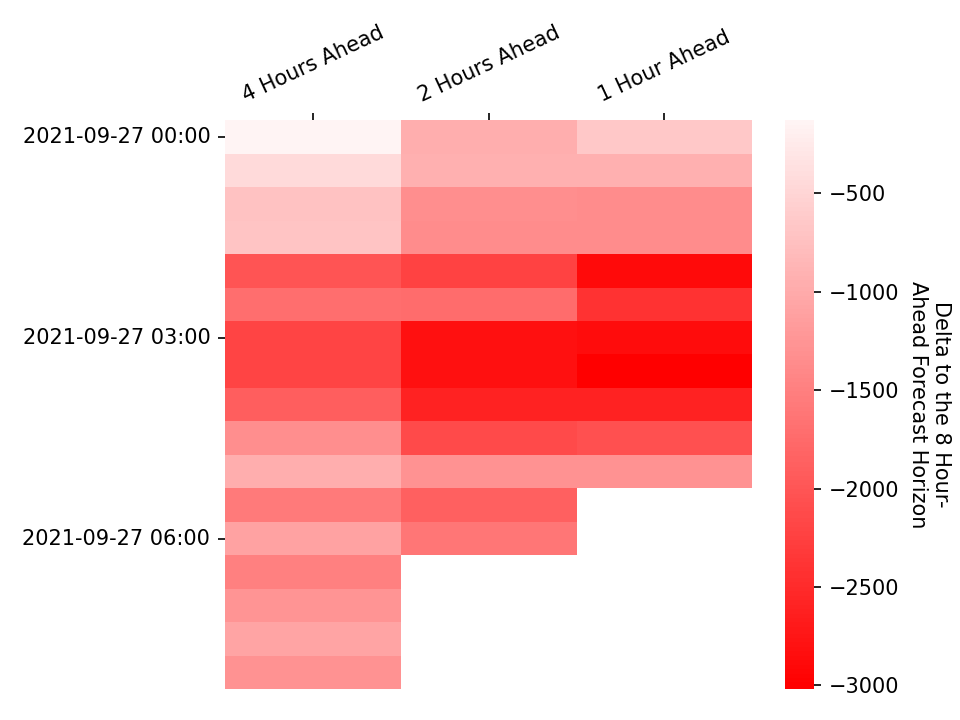 4 Hours Ahead
2 Hours Ahead
1 Hour Ahead
2021-09-27 00:00
2021-09-27 03:00
2021-09-27 06:00
−500
−1000
−1500
−2000
−2500
−3000
Delta to the 8 Hour-
Ahead Forecast Horizon